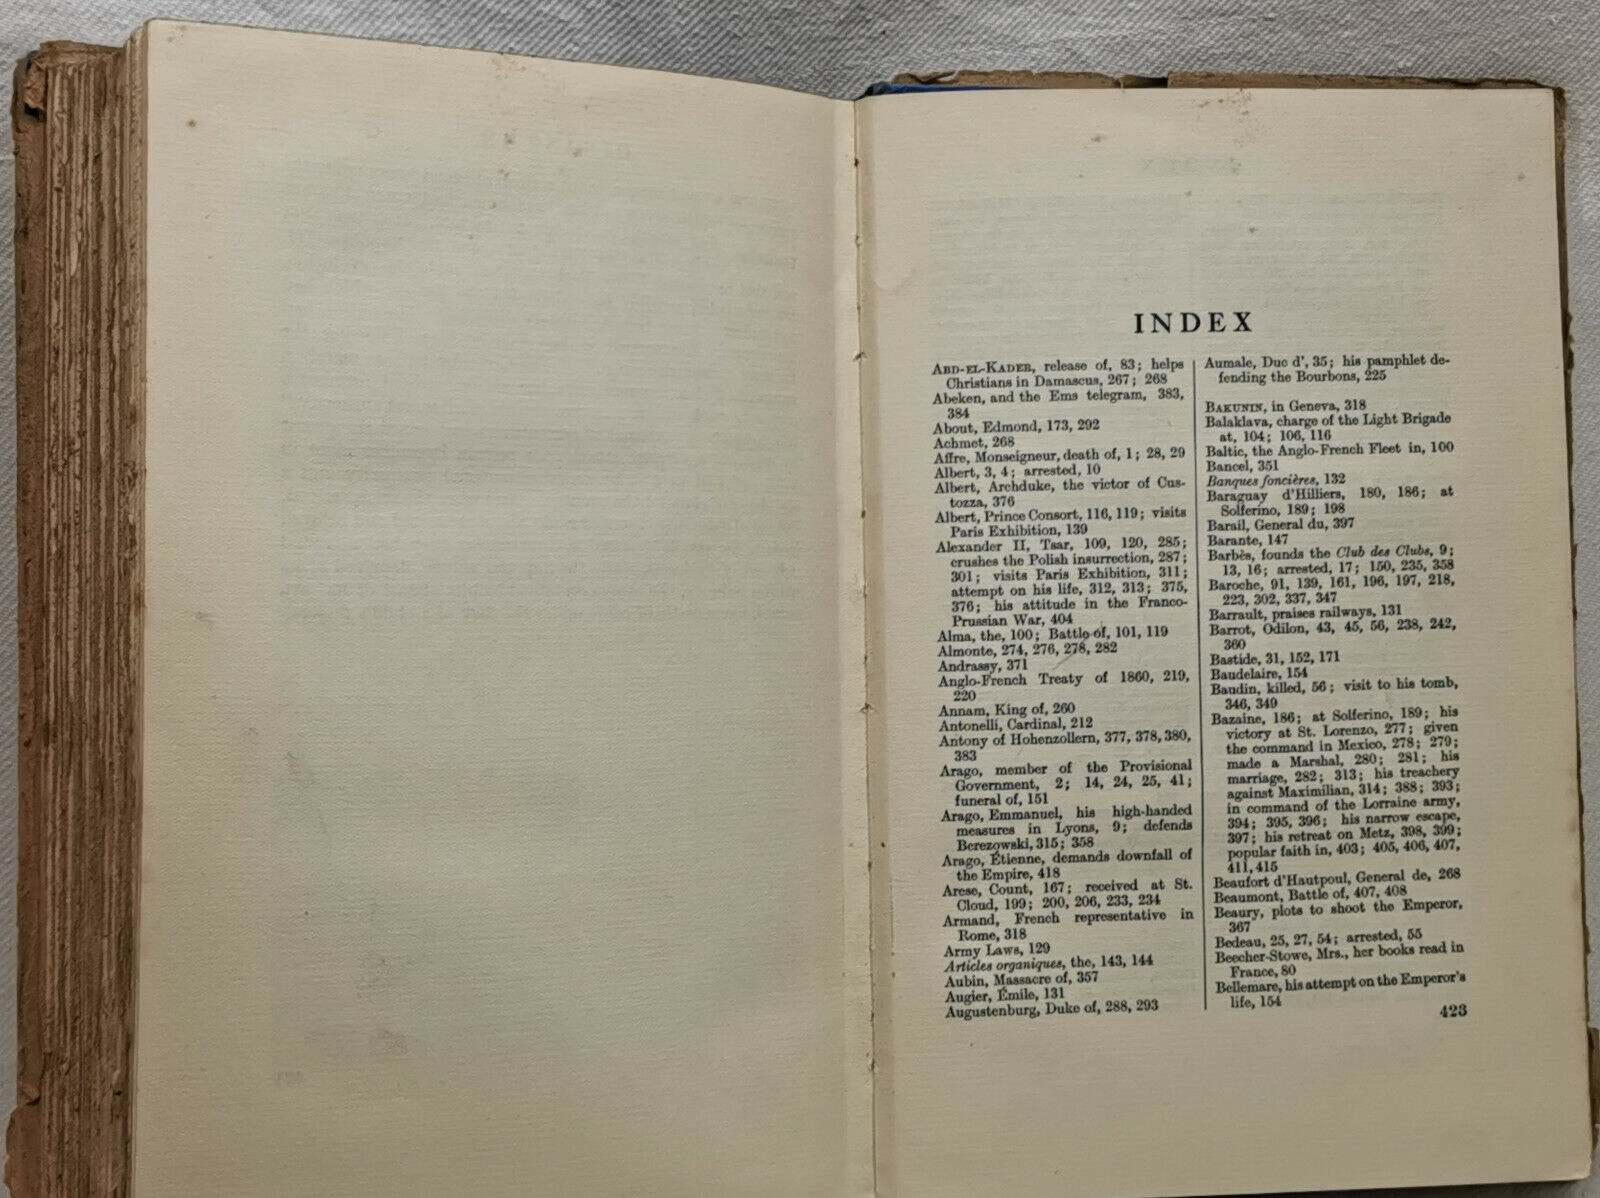 INDEX
ABD-EL-KADER, release of, 83; helps
Christians in Damascus, 267; 268
Abeken, and the Ems telegram, 383,
384
About, Edmond, 173, 292
Achmet, 268
Affre, Monseigneur, death of, 1; 28, 29
Albert, 3, 4; arrested, 10
Albert, Archduke, the victor of Cus-
tozza, 376
Albert, Prince Consort, 116, 119; visits
Paris Exhibition, 139
Alexander II, Tsar, 109, 120, 285;
crushes the Polish insurrection, 287;
301; visits Paris Exhibition, 311;
attempt on his life, 312, 313; 375,
376; his attitude in the Franco-
Prussian War, 404
Alma, the, 100; Battle of, 101, 119
Almonte, 274, 276, 278, 282
Andrassy, 371
Anglo-French Treaty of 1860, 219,
220
Annam, King of, 260
Antonelli, Cardinal, 212
Antony of Hohenzollern, 377, 378, 380,
383
Arago, member of the Provisional
Government, 2; 14, 24, 25, 41;
funeral of, 151
Arago, Emmanuel, his high-handed
measures in Lyons, 9; defends
Berezowski, 315; 358
Arago, Étienne, demands downfall of
the Empire, 418
Arese, Count, 167; received at St.
Cloud, 199; 200, 206, 233, 234
Armand, French representative in
Rome, 318
Army Laws, 129
Articles organiques, the, 143, 144
Aubin, Massacre of, 357
Augier, Émile, 131
Augustenburg, Duke of, 288, 293
Aumale, Duc d', 35; his pamphlet de-
fending the Bourbons, 225
BAKUNIN, in Geneva, 318
Balaklava, charge of the Light Brigade
at, 104; 106, 116
Baltic, the Anglo-French Fleet in, 100
Bancel, 351
Banques foncières, 132
Baraguay d'Hilliers, 180, 186; at
Solferino, 189; 198
Barail, General du, 397
Barante, 147
Barbès, founds the Club des Clubs, 9;
13, 16; arrested, 17; 150, 235, 358
Baroche, 91, 139, 161, 196, 197, 218,
223, 302, 337, 347
Barrault, praises railways, 131
Barrot, Odilon, 43, 45, 56, 238, 242,
360
Bastide, 31, 152, 171
Baudelaire, 154
Baudin, killed, 56; visit to his tomb,
346, 349
Bazaine, 186; at Solferino, 189; his
victory at St. Lorenzo, 277; given
the command in Mexico, 278; 279;
made a Marshal, 280; 281; his
marriage, 282; 313; his treachery
against Maximilian, 314; 388; 393;
in command of the Lorraine army,
394; 395, 396; his narrow escape,
397; his retreat on Metz, 398, 399;
popular faith in, 403; 405, 406, 407,
411, 415
Beaufort d'Hautpoul, General de, 268
Beaumont, Battle of, 407, 408
Beaury, plots to shoot the Emperor,
367
Bedeau, 25, 27, 54; arrested, 55
Beecher-Stowe, Mrs., her books read in
France, 80
Bellemare, his attempt on the Emperor's
life, 154
423